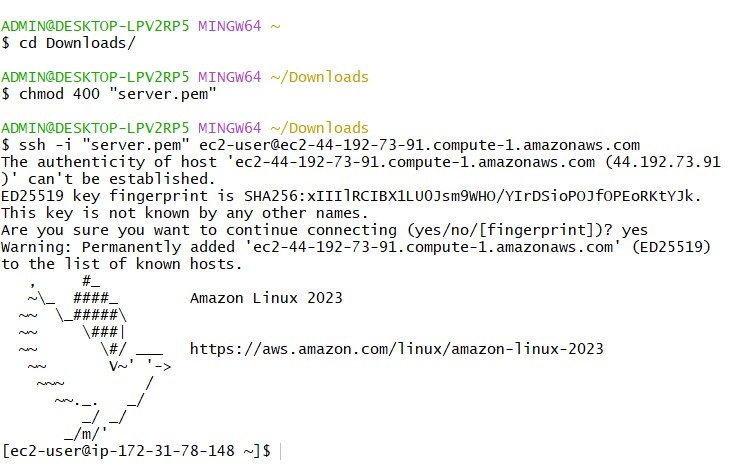 ADMIN@DESKTOP-LPV2RP5 MINGW64 ~
$ cd Downloads/
ADMIN@DESKTOP-LPV2RP5 MINGW64 ~/Downloads
$ chmod 400 "server.pem"
ADMIN@DESKTOP-LPV2RP5 MINGW64 ~/Downloads
$ ssh -i "server.pem" ec2-user@ec2-44-192-73-91.compute-1.amazonaws.com
The authenticity of host 'ec2-44-192-73-91.compute-1.amazonaws.com (44.192.73.91
)' can't be established.
ED25519 key fingerprint is SHA256:xIIIlRCIBX1LU0Jsm9WHO/YIrDSioPOJfOPEoRKtYJk.
This key is not known by any other names.
Are you sure you want to continue connecting (yes/no/[fingerprint])? yes
Warning: Permanently added 'ec2-44-192-73-91.compute-1.amazonaws.com' (ED25519)
to the list of known hosts.
   ,     #_
   ~\_  ####_        Amazon Linux 2023
  ~~  \_#####\
  ~~     \###|
  ~~       \#/ ___   https://aws.amazon.com/linux/amazon-linux-2023
   ~~       V~' '->
    ~~~         /
      ~~._.   _/
         _/ _/
       _/m/'
[ec2-user@ip-172-31-78-148 ~]$